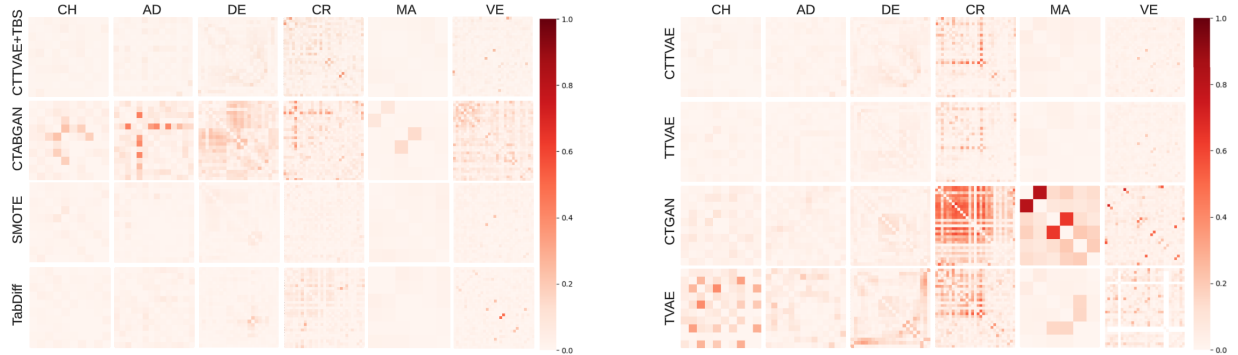 CH AD DE CR MA VE
CTTVAE+TBS
CTABGAN
SMOTE
TabDiff
1.0
0.8
0.6
0.4
0.2
0.0
CH AD DE CR MA VE
CTTVAE
TTVAE
CTGAN
TVAE
1.0
0.8
0.6
0.4
0.2
0.0